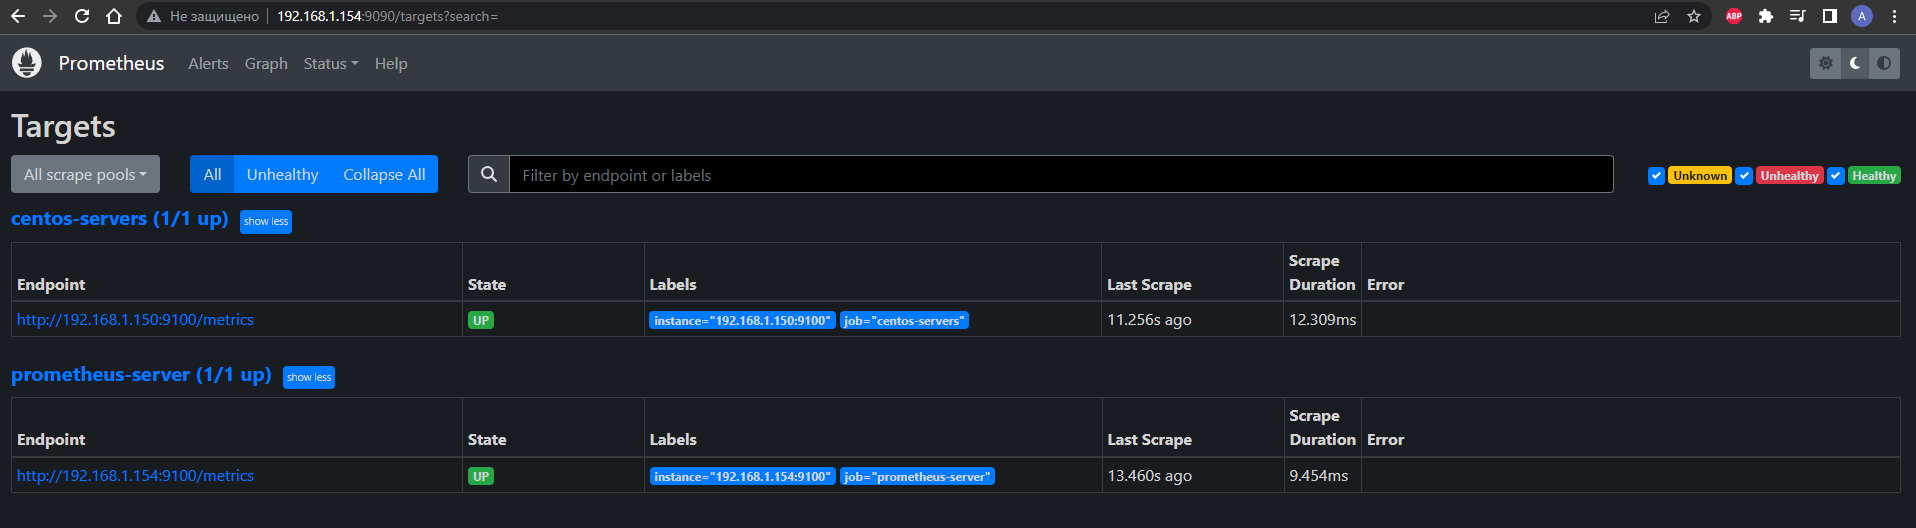 Не защищено 192.168.1.154:9090/targets?search=
ABP
A
Prometheus Alerts Graph Status Help
Targets
All scrape pools All Unhealthy Collapse All Filter by endpoint or labels Unknown Unhealthy Healthy
centos-servers (1/1 up) show less
Endpoint State Labels Last Scrape Scrape Duration Error
http://192.168.1.150:9100/metrics UP instance="192.168.1.150:9100" job="centos-servers" 11.256s ago 12.309ms
prometheus-server (1/1 up) show less
Endpoint State Labels Last Scrape Scrape Duration Error
http://192.168.1.154:9100/metrics UP instance="192.168.1.154:9100" job="prometheus-server" 13.460s ago 9.454ms